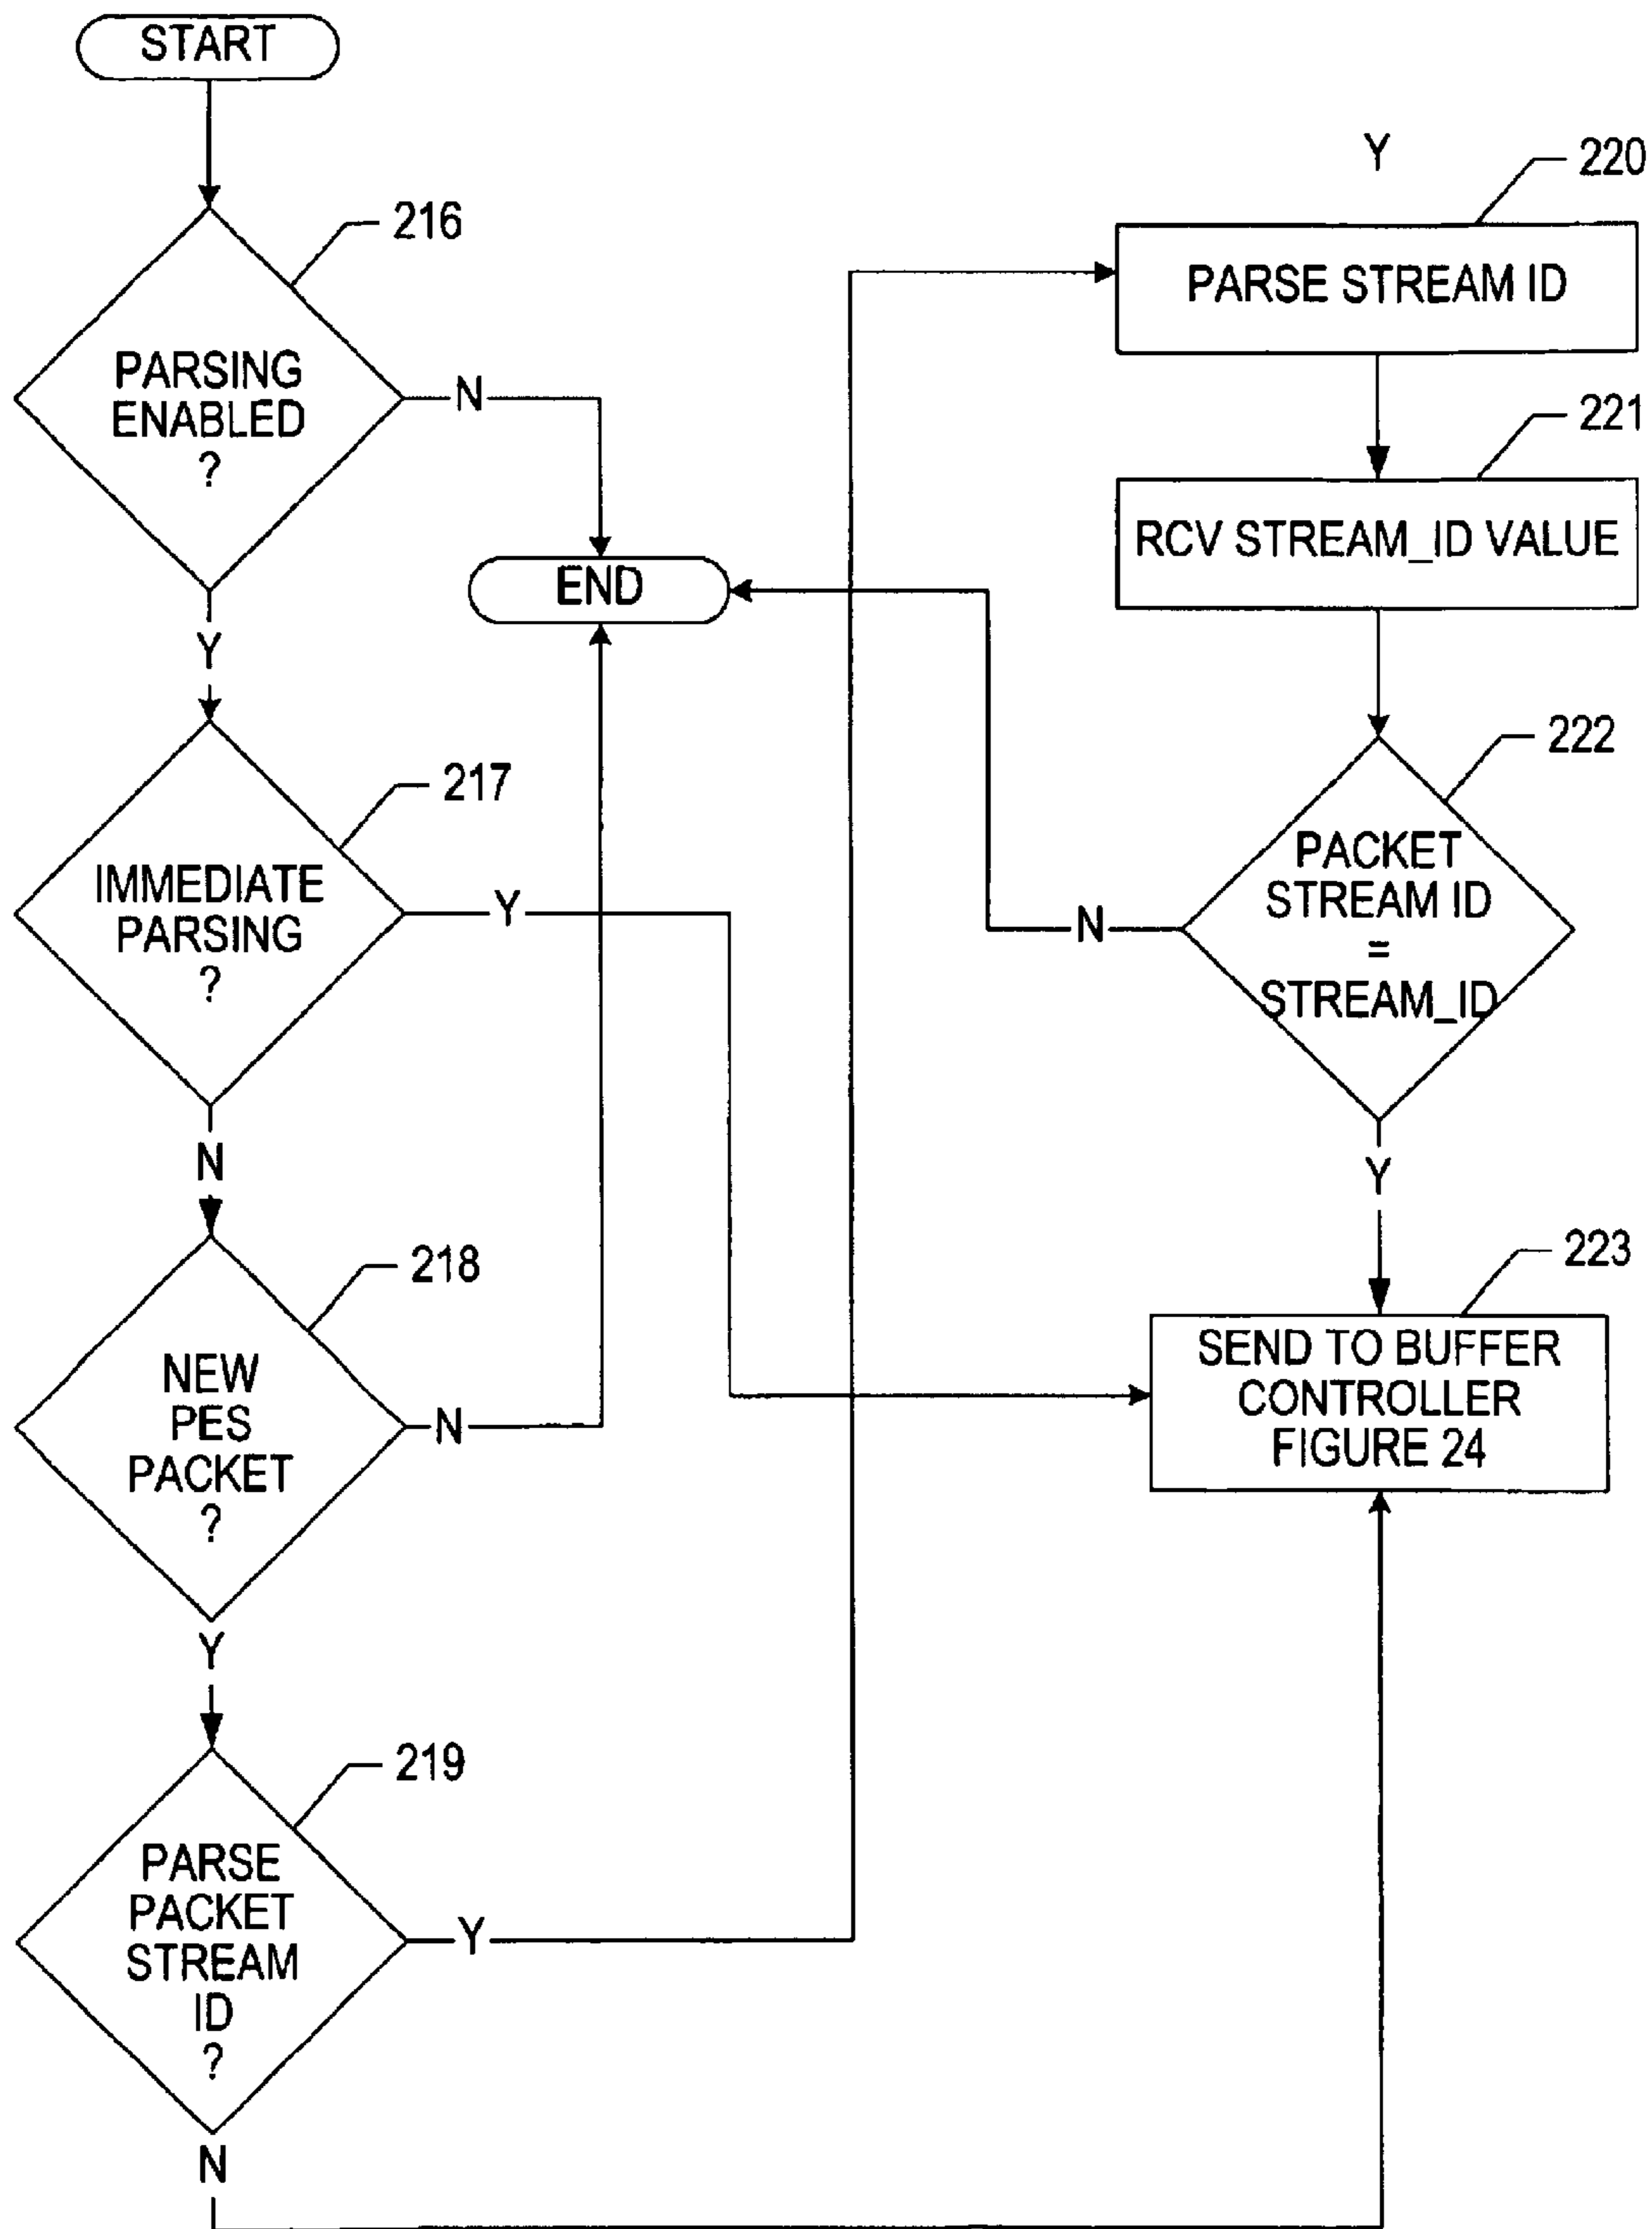 START
216
PARSING
ENABLED
?
N
Y
END
217
IMMEDIATE
PARSING
?
Y
N
218
NEW
PES
PACKET
?
N
Y
219
PARSE
PACKET
STREAM
ID
?
Y
N
Y
220
PARSE STREAM ID
221
RCV STREAM_ID VALUE
222
PACKET
STREAM ID
=
STREAM_ID
N
Y
223
SEND TO BUFFER
CONTROLLER
FIGURE 24